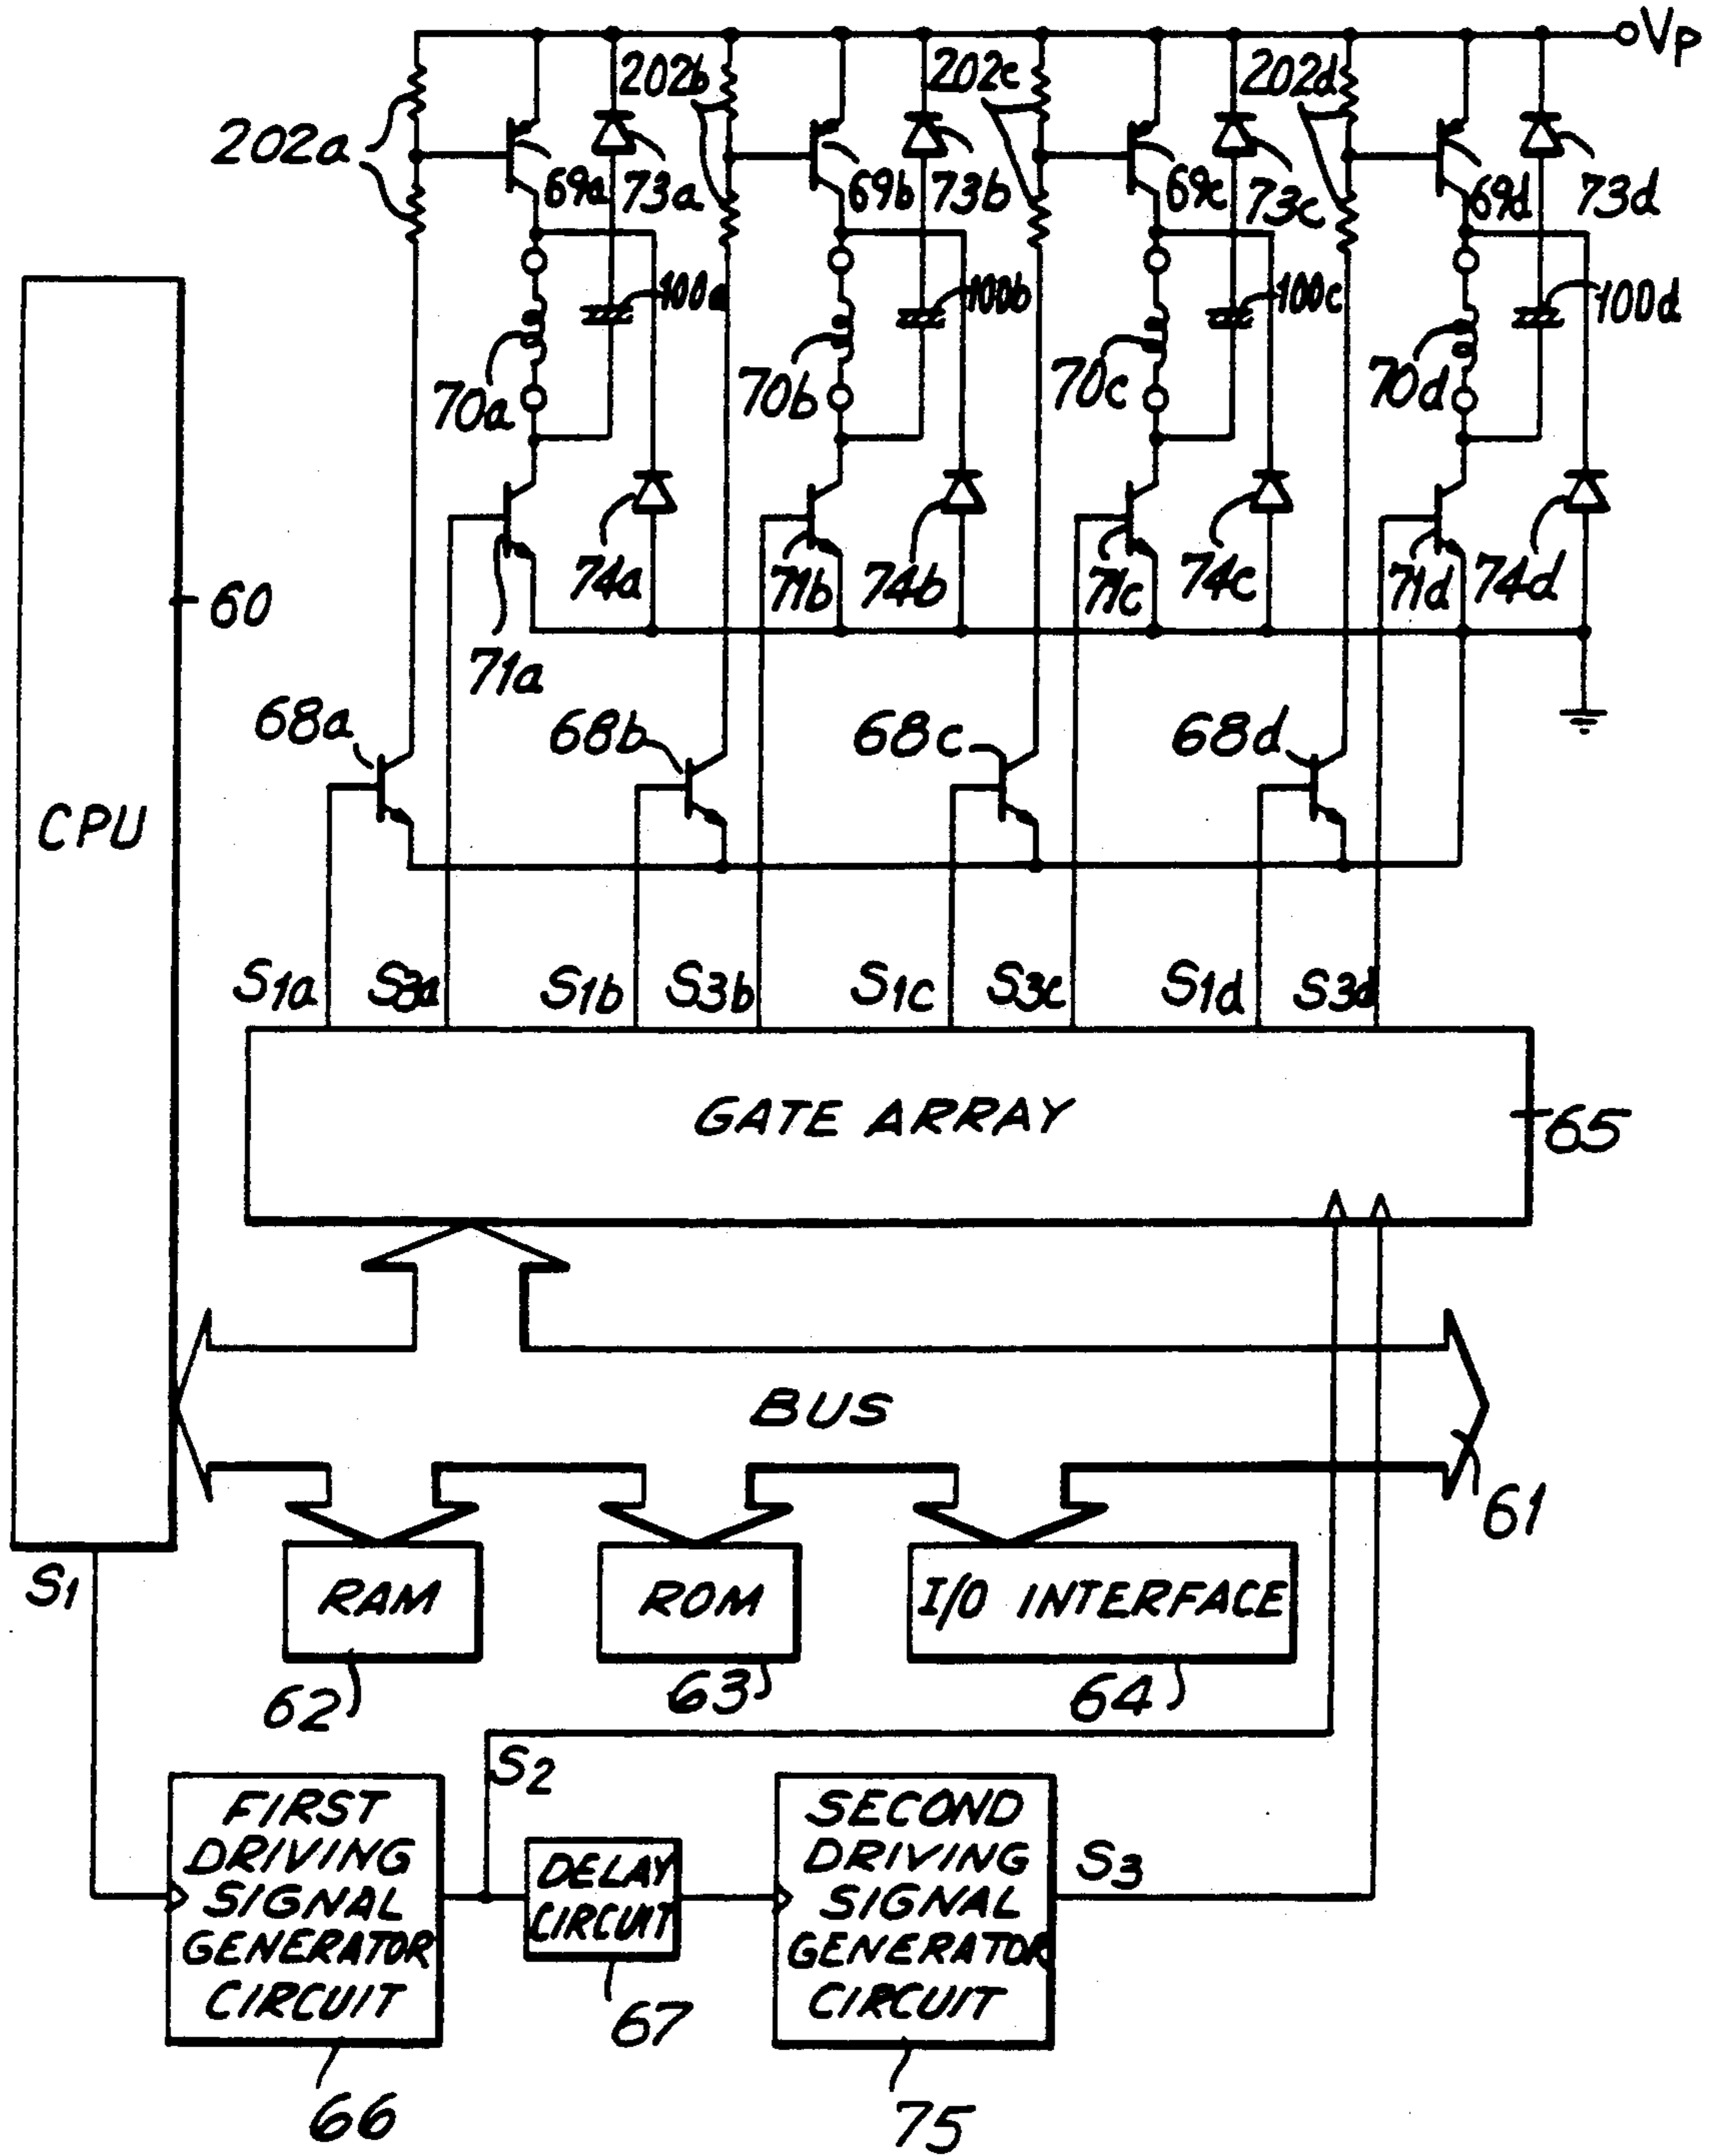 Vp
202b 202c 202d
202a
69a 73a 69b 73b 69c 73c 69d 73d
100a 100b 100c 100d
70a 70b 70c 70d
74a 71b 74b 71c 74c 71d 74d
60
71a
68a 68b 68c 68d
CPU
S1a S3a S1b S3b S1c S3c S1d S3d
GATE ARRAY
65
BUS
61
S1
RAM ROM I/O INTERFACE
62 63 64
S2
FIRST
DRIVING
SIGNAL
GENERATOR
CIRCUIT
DELAY
CIRCUIT
SECOND
DRIVING
SIGNAL
GENERATOR
CIRCUIT
S3
67
66 75